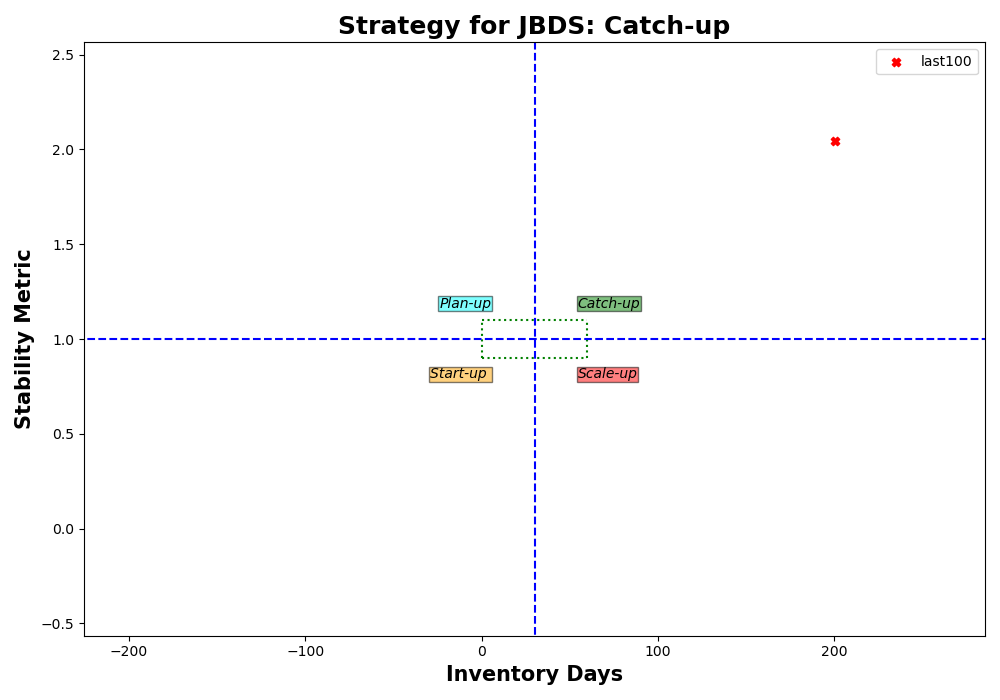 Strategy for JBDS: Catch-up
last100
2.5
2.0
1.5
1.0
0.5
0.0
−0.5
Stability Metric
Plan-up
Catch-up
Start-up
Scale-up
−200
−100
0
100
200
Inventory Days